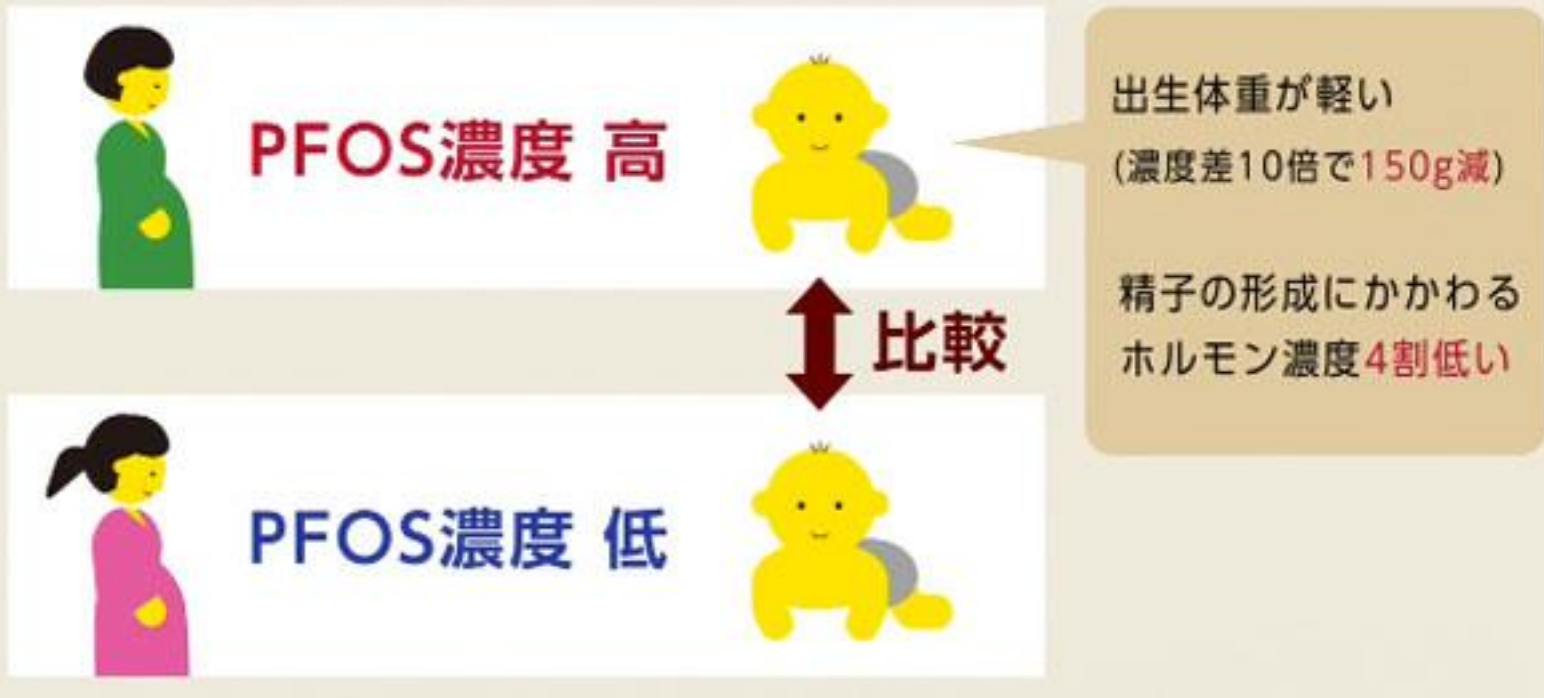 PFOS濃度 高
出生体重が軽い
(濃度差10倍で150g減)
精子の形成にかかわる
ホルモン濃度4割低い
比較
PFOS濃度 低